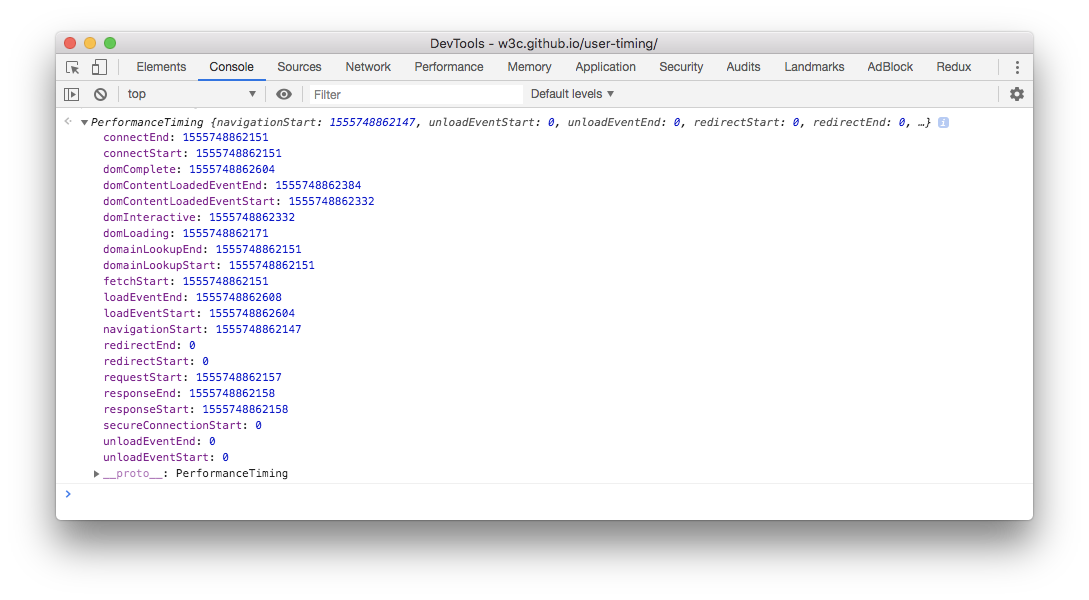 DevTools - w3c.github.io/user-timing/
Elements Console Sources Network Performance Memory Application Security Audits Landmarks AdBlock Redux
top Filter Default levels
PerformanceTiming {navigationStart: 1555748862147, unloadEventStart: 0, unloadEventEnd: 0, redirectStart: 0, redirectEnd: 0, …}
connectEnd: 1555748862151
connectStart: 1555748862151
domComplete: 1555748862604
domContentLoadedEventEnd: 1555748862384
domContentLoadedEventStart: 1555748862332
domInteractive: 1555748862332
domLoading: 1555748862171
domainLookupEnd: 1555748862151
domainLookupStart: 1555748862151
fetchStart: 1555748862151
loadEventEnd: 1555748862608
loadEventStart: 1555748862604
navigationStart: 1555748862147
redirectEnd: 0
redirectStart: 0
requestStart: 1555748862157
responseEnd: 1555748862158
responseStart: 1555748862158
secureConnectionStart: 0
unloadEventEnd: 0
unloadEventStart: 0
__proto__: PerformanceTiming